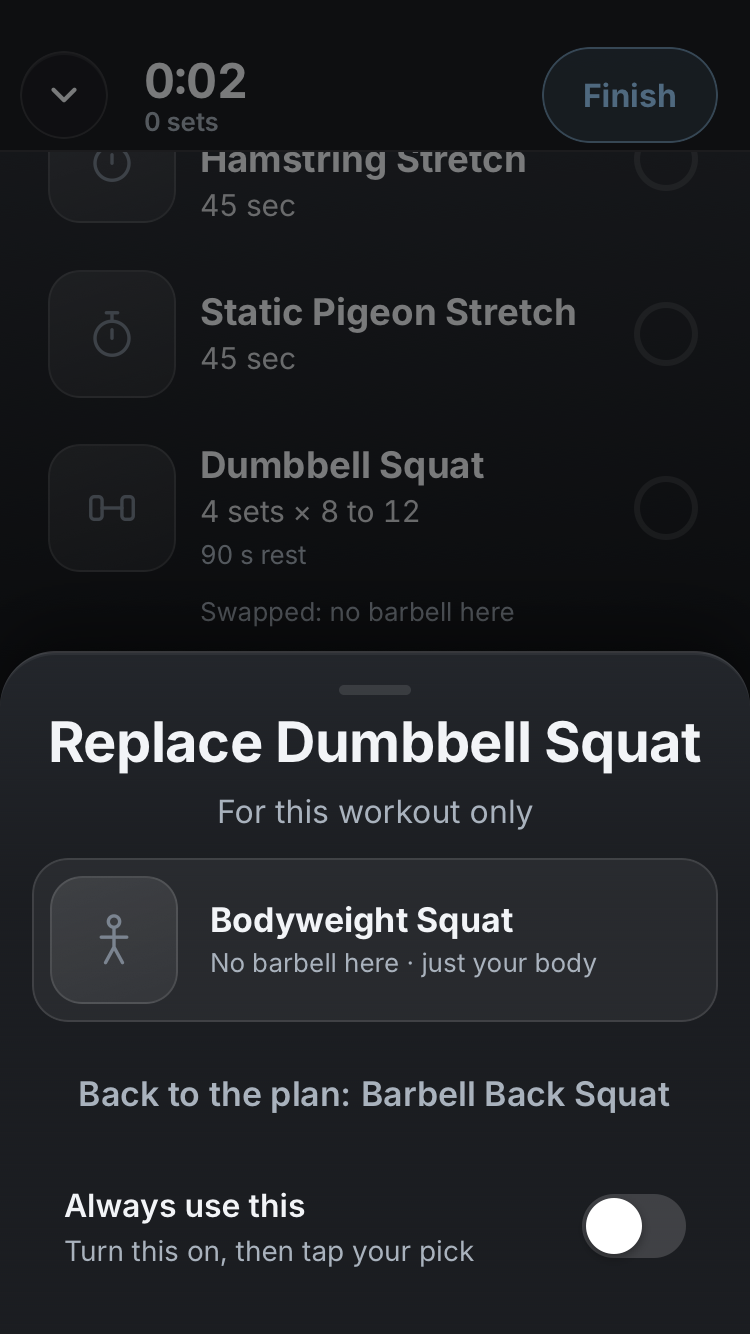 0:02
0 sets
Finish
Hamstring Stretch
45 sec
Static Pigeon Stretch
45 sec
Dumbbell Squat
4 sets × 8 to 12
90 s rest
Swapped: no barbell here
Replace Dumbbell Squat
For this workout only
Bodyweight Squat
No barbell here · just your body
Back to the plan: Barbell Back Squat
Always use this
Turn this on, then tap your pick